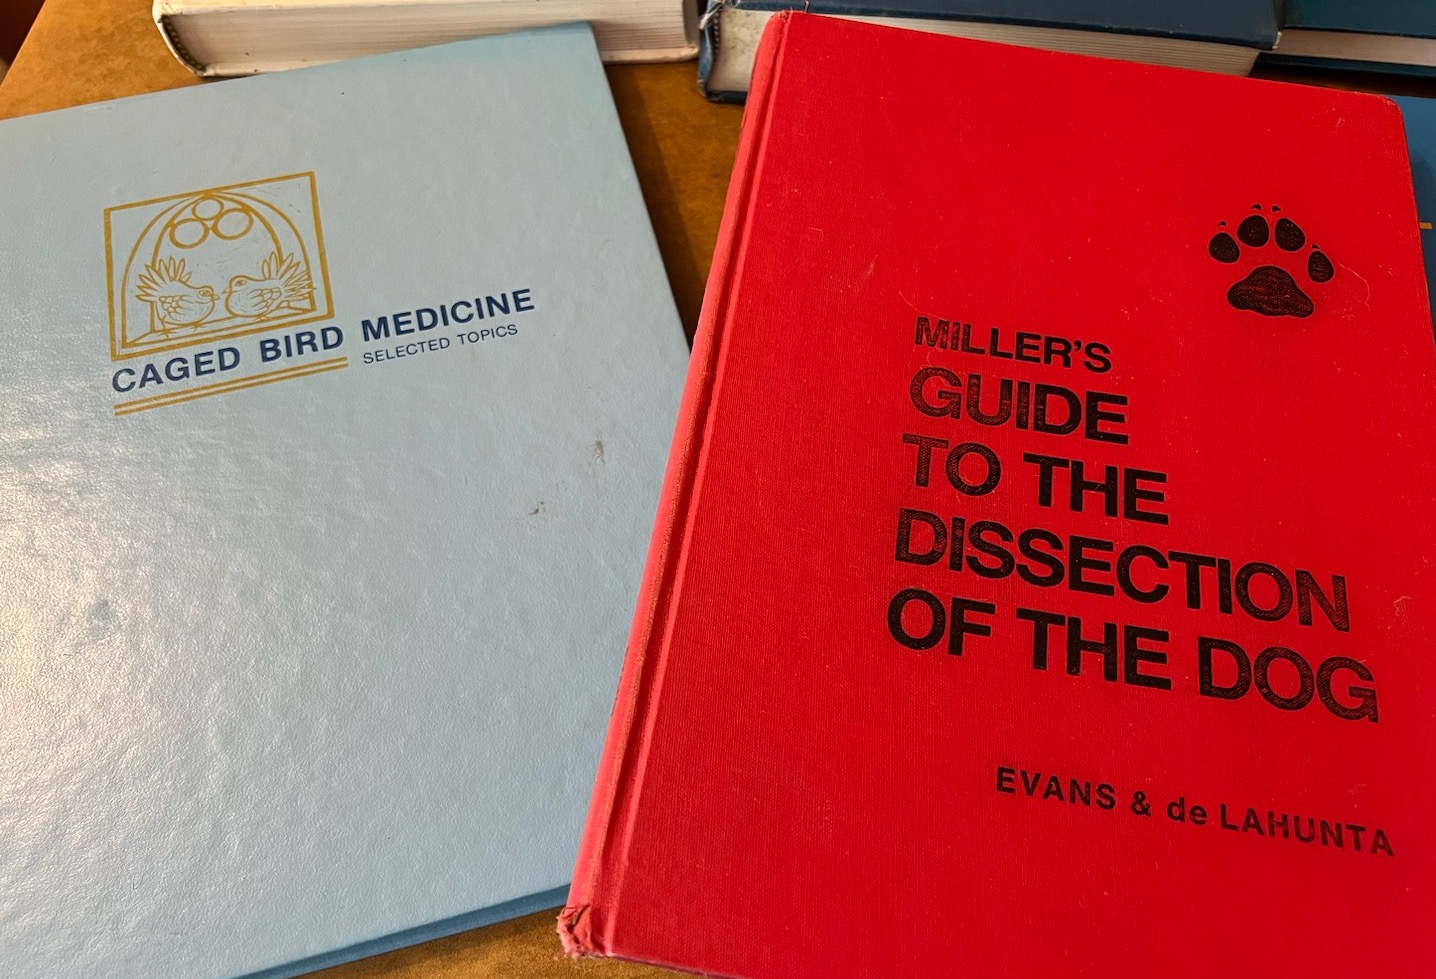 CAGED BIRD MEDICINE
SELECTED TOPICS
MILLER'S
GUIDE
TO THE
DISSECTION
OF THE DOG
EVANS & de LAHUNTA